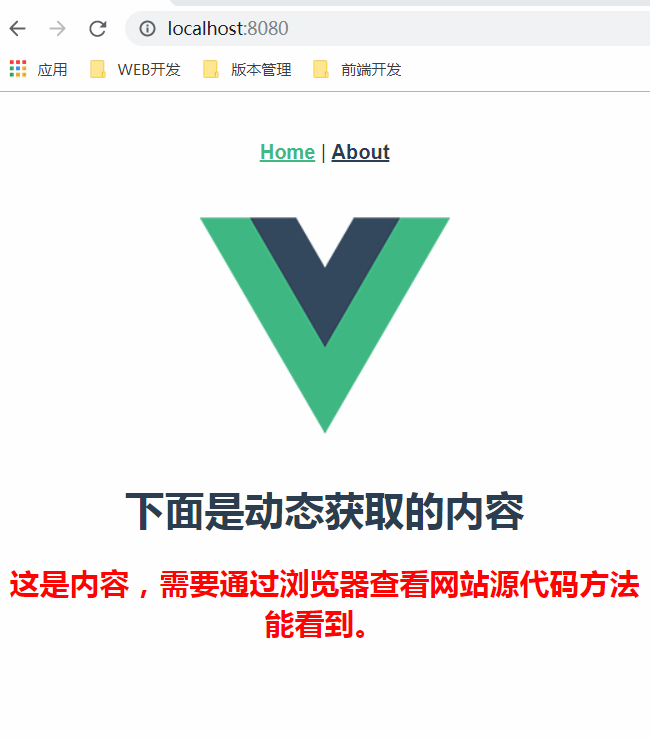 localhost:8080
应用 WEB开发 版本管理 前端开发
Home | About
下面是动态获取的内容
这是内容，需要通过浏览器查看网站源代码方法
能看到。